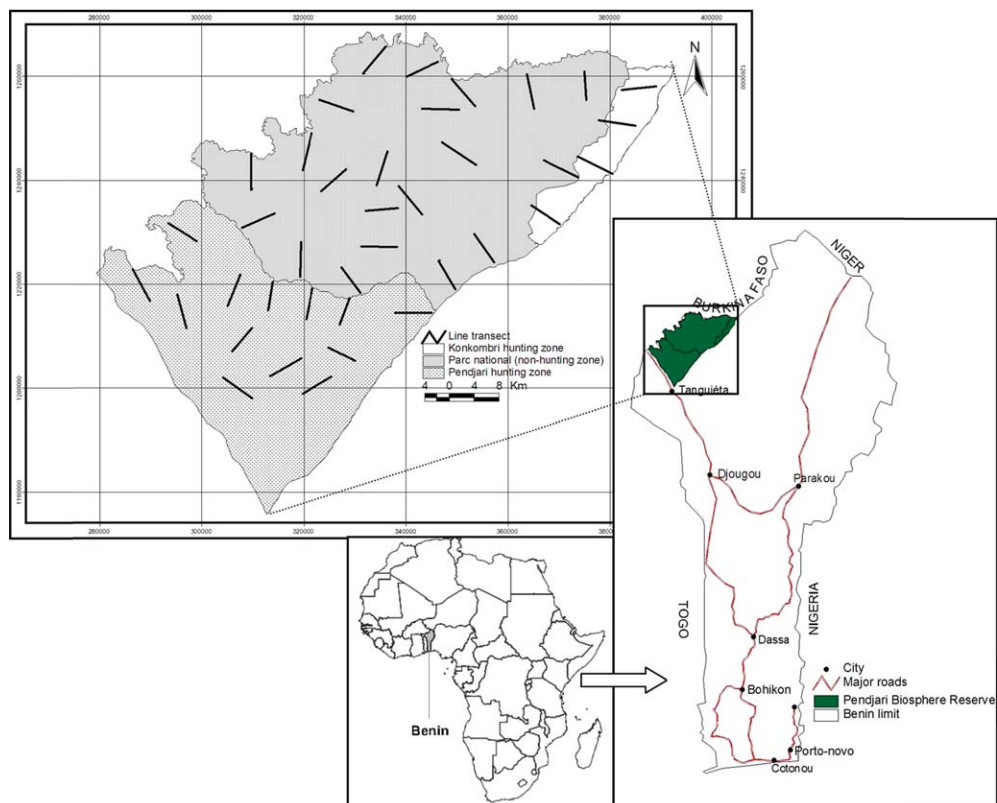 280000 300000 320000 340000 360000 380000 400000
1260000
1260000
1240000
1240000
1220000
1200000
1180000
280000 300000 320000 340000 360000 380000
N
Line transect
Konkombri hunting zone
Parc national (non-hunting zone)
Pendjari hunting zone
4 0 4 8 Km
NIGER
BURKINA FASO
Tanguiéta
Djougou
Parakou
TOGO
NIGERIA
Dassa
Bohikon
Porto-novo
Cotonou
City
Major roads
Pendjari Biosphere Reserve
Benin limit
Benin